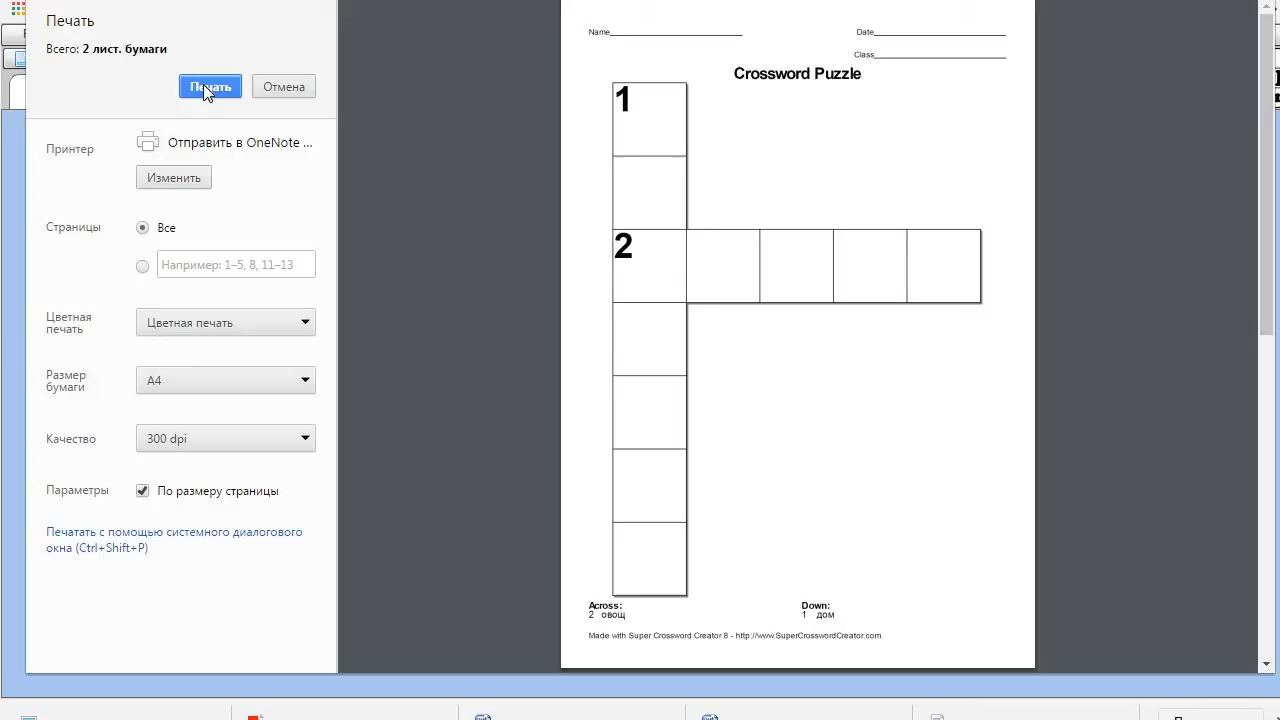 Печать
Всего: 2 лист. бумаги
Печать
Отмена
Принтер
Отправить в OneNote ...
Изменить
Страницы
Все
Например: 1–5, 8, 11–13
Цветная печать
Цветная печать
Размер бумаги
A4
Качество
300 dpi
Параметры
По размеру страницы
Печатать с помощью системного диалогового
окна (Ctrl+Shift+P)
Name
Date
Class
Crossword Puzzle
1
2
Across:
2 овощ
Down:
1 дом
Made with Super Crossword Creator 8 - http://www.SuperCrosswordCreator.com